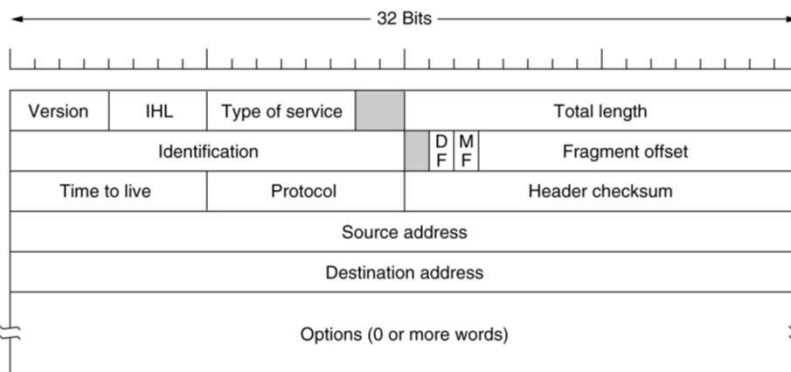 32 Bits
Version IHL Type of service Total length
Identification D F M F Fragment offset
Time to live Protocol Header checksum
Source address
Destination address
Options (0 or more words)